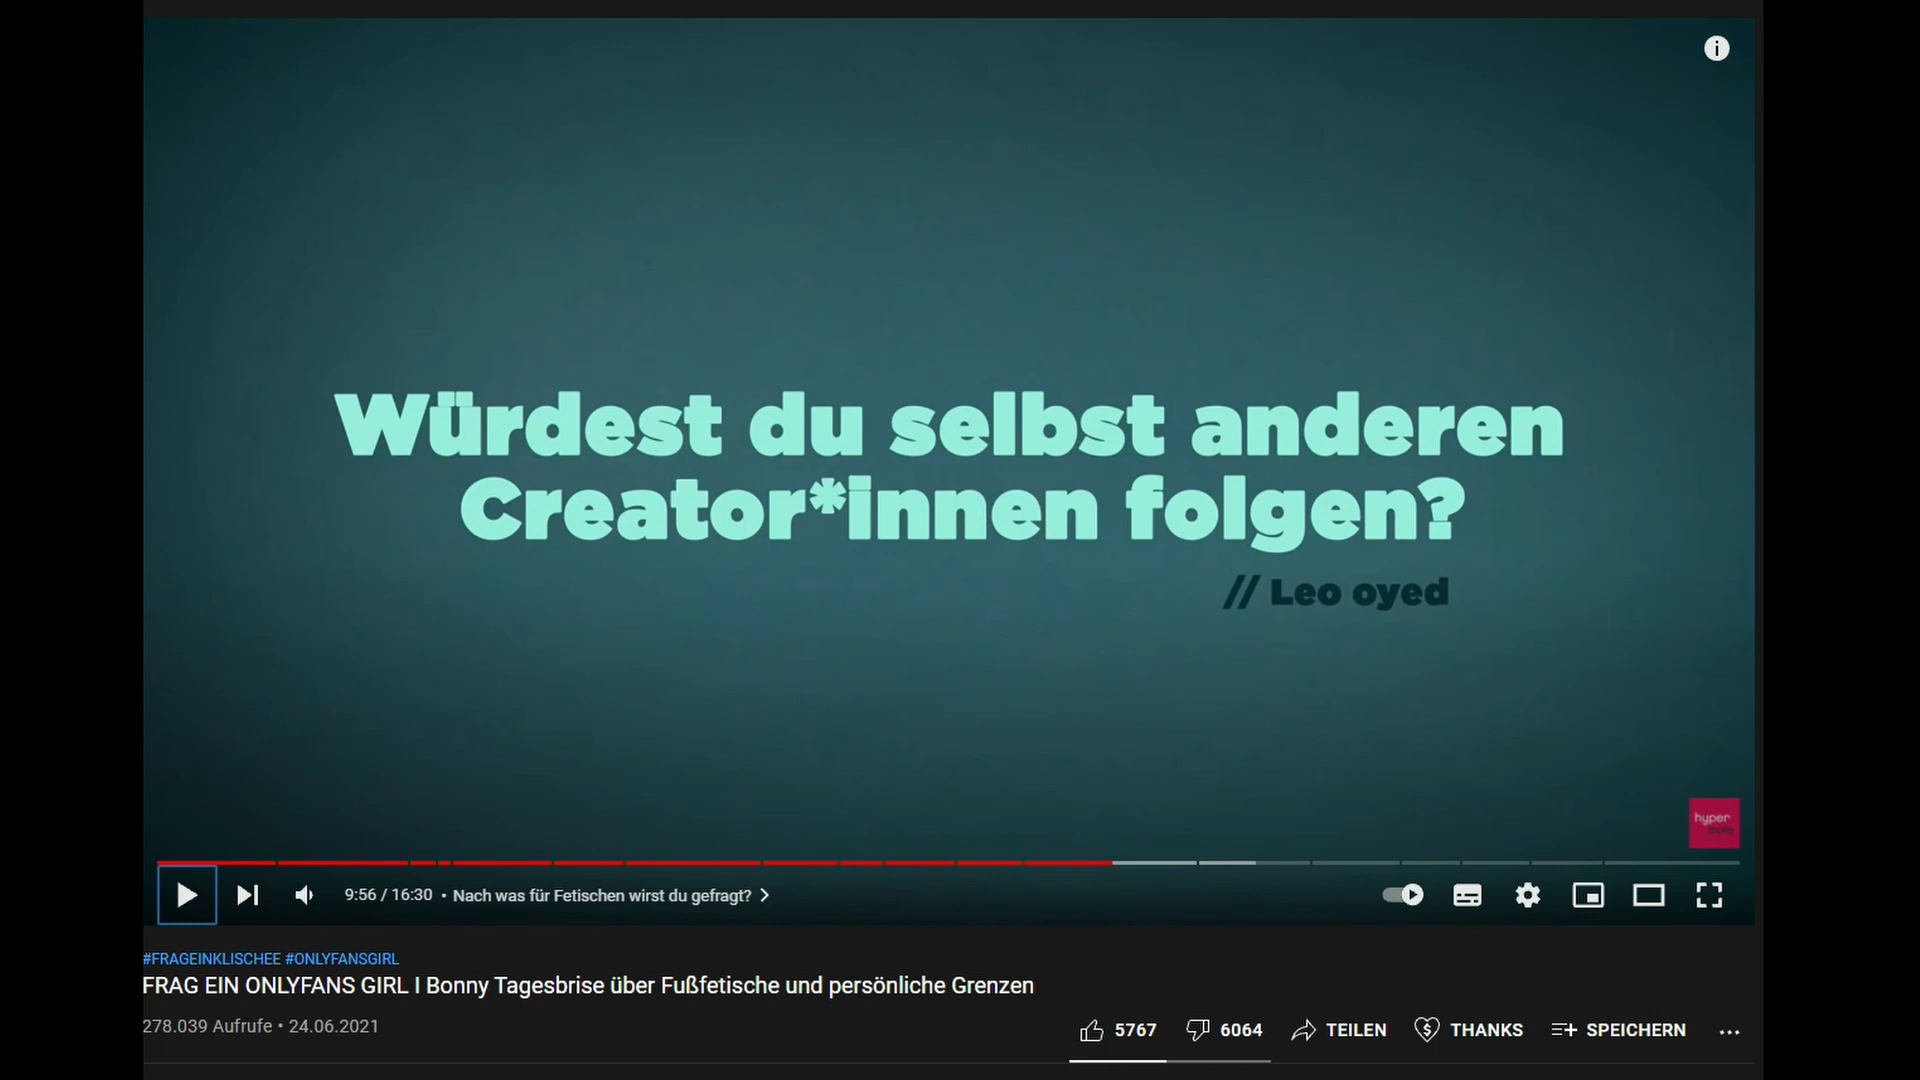 Würdest du selbst anderen
Creator*innen folgen?
// Leo oyed
hyper
bole
9:56 / 16:30 • Nach was für Fetischen wirst du gefragt?
#FRAGEINKLISCHEE #ONLYFANSGIRL
FRAG EIN ONLYFANS GIRL I Bonny Tagesbrise über Fußfetische und persönliche Grenzen
278.039 Aufrufe • 24.06.2021
5767 6064 TEILEN THANKS SPEICHERN